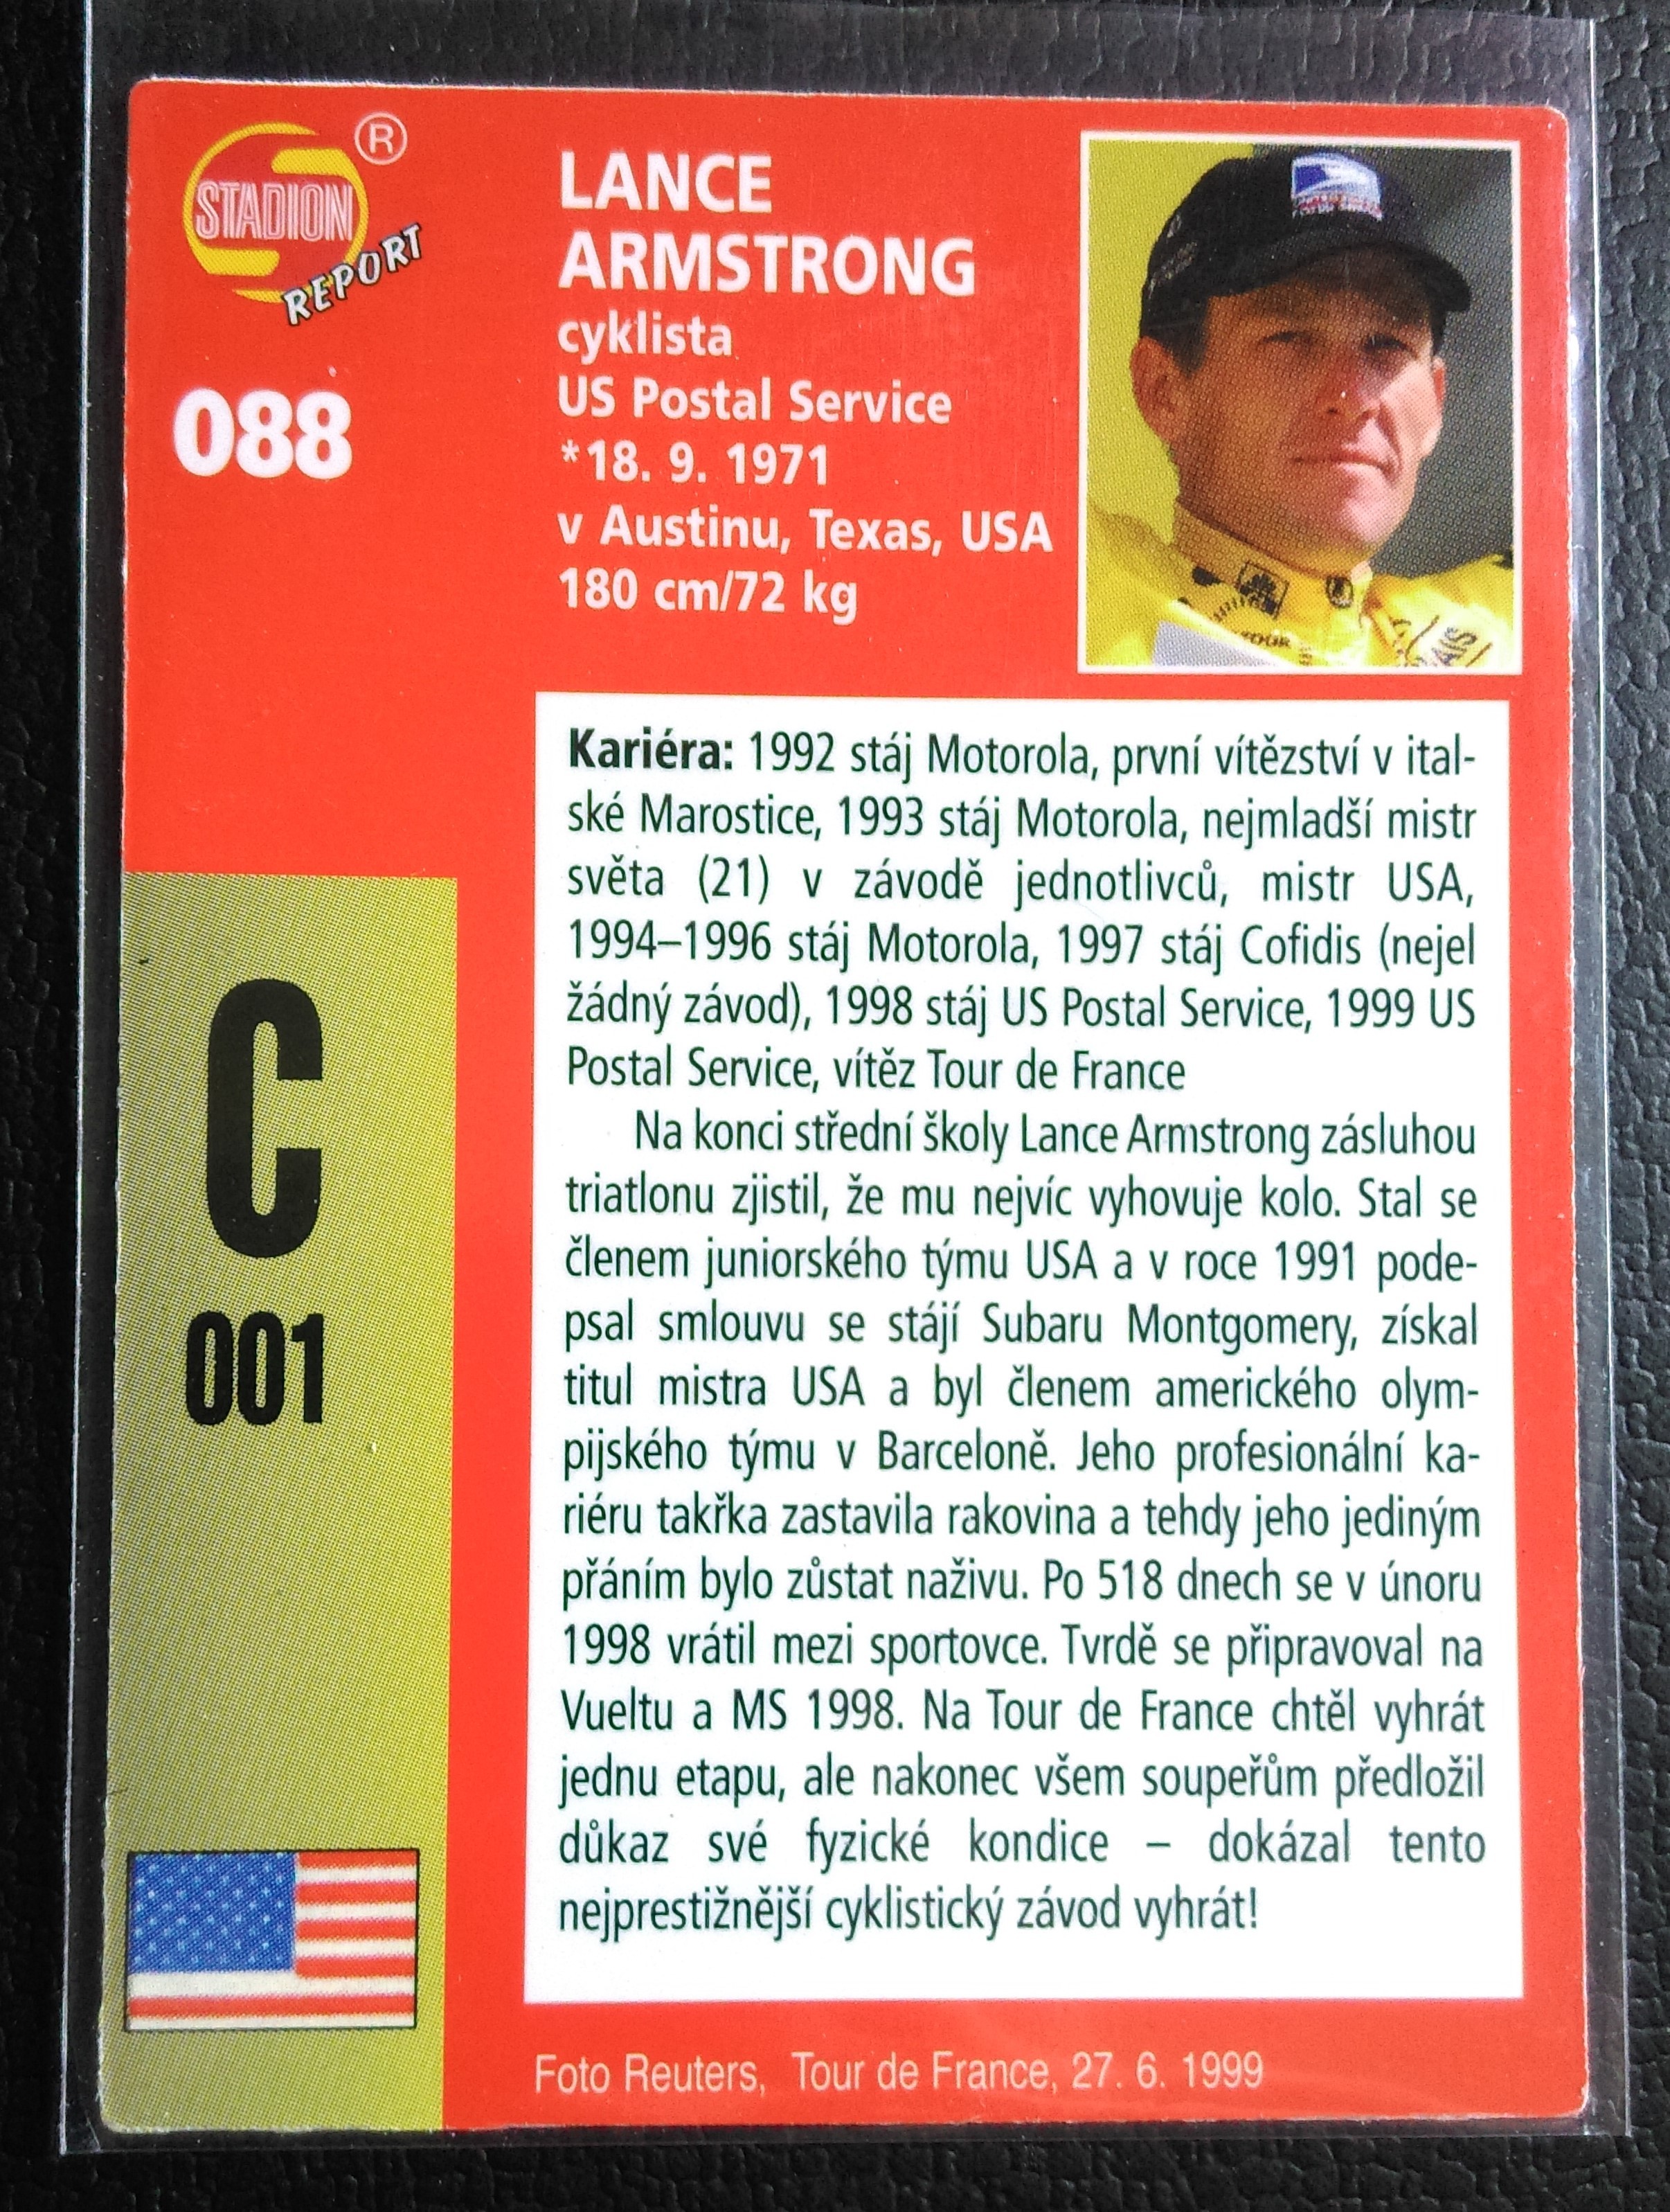 STADION ®
REPORT
088
LANCE
ARMSTRONG
cyklista
US Postal Service
*18. 9. 1971
v Austinu, Texas, USA
180 cm/72 kg
TOUR
Kariéra: 1992 stáj Motorola, první vítězství v ital-
ské Marostice, 1993 stáj Motorola, nejmladší mistr
světa (21) v závodě jednotlivců, mistr USA,
1994–1996 stáj Motorola, 1997 stáj Cofidis (nejel
žádný závod), 1998 stáj US Postal Service, 1999 US
Postal Service, vítěz Tour de France
Na konci střední školy Lance Armstrong zásluhou
triatlonu zjistil, že mu nejvíc vyhovuje kolo. Stal se
členem juniorského týmu USA a v roce 1991 pode-
psal smlouvu se stájí Subaru Montgomery, získal
titul mistra USA a byl členem amerického olym-
pijského týmu v Barceloně. Jeho profesionální ka-
riéru takřka zastavila rakovina a tehdy jeho jediným
přáním bylo zůstat naživu. Po 518 dnech se v únoru
1998 vrátil mezi sportovce. Tvrdě se připravoval na
Vueltu a MS 1998. Na Tour de France chtěl vyhrát
jednu etapu, ale nakonec všem soupeřům předložil
důkaz své fyzické kondice – dokázal tento
nejprestižnější cyklistický závod vyhrát!
C
001
Foto Reuters, Tour de France, 27. 6. 1999